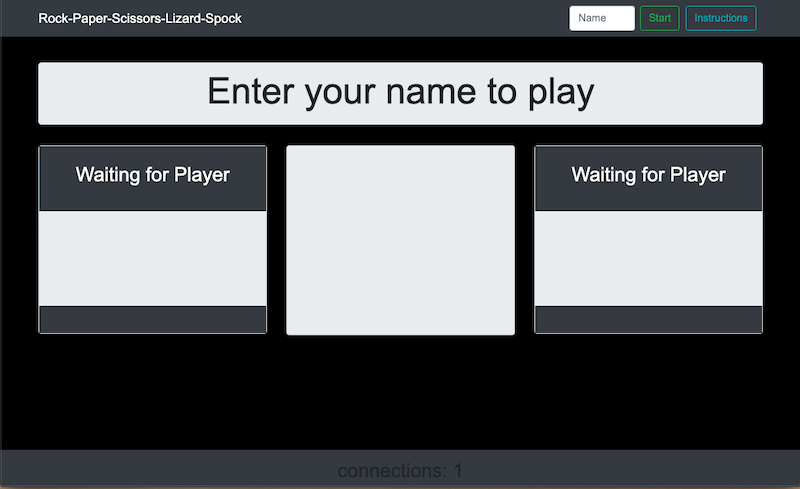 Rock-Paper-Scissors-Lizard-Spock
Name
Start
Instructions
Enter your name to play
Waiting for Player
Waiting for Player
connections: 1